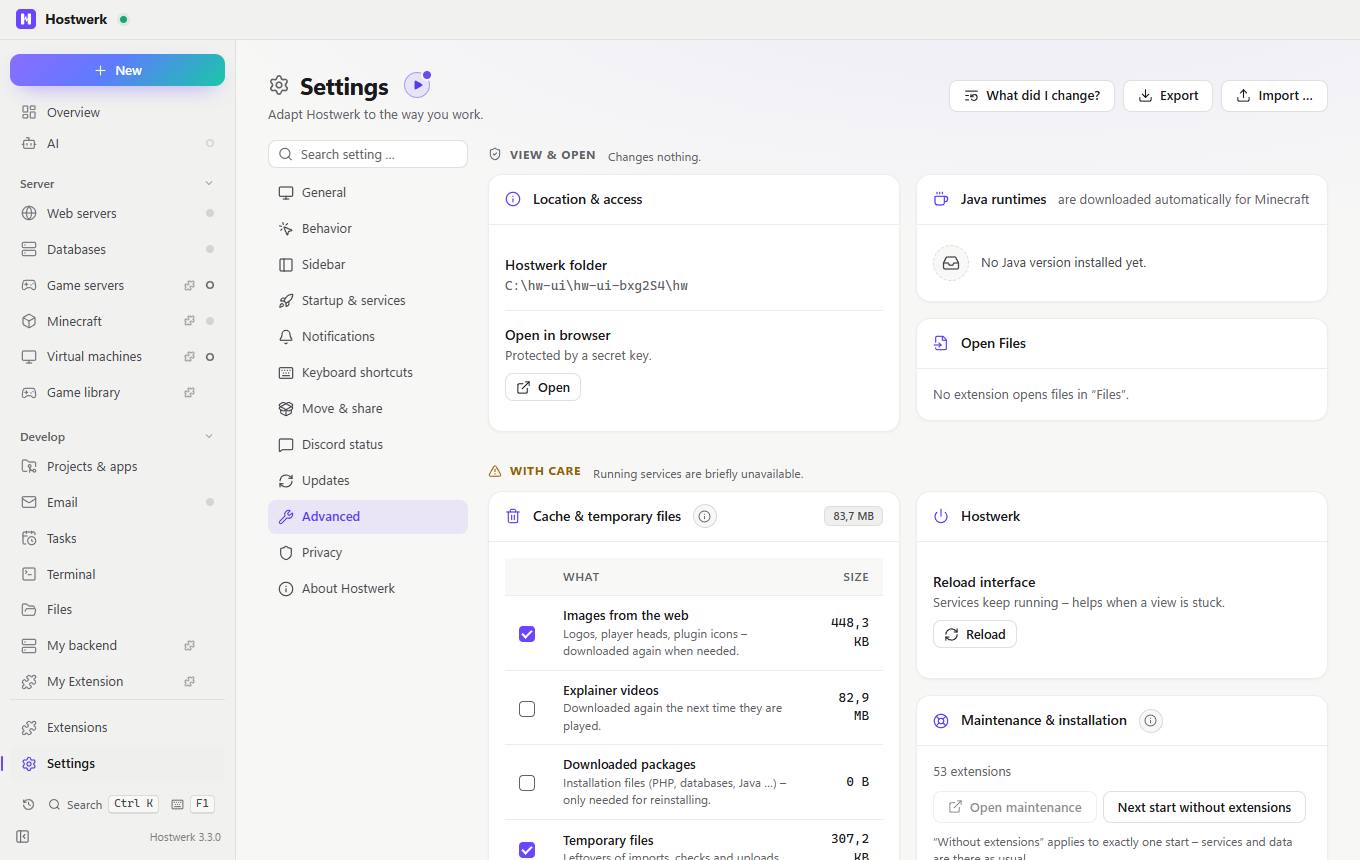 Hostwerk
New
Overview
AI
Server
Web servers
Databases
Game servers
Minecraft
Virtual machines
Game library
Develop
Projects & apps
Email
Tasks
Terminal
Files
My backend
My Extension
Extensions
Settings
Search Ctrl K F1
Hostwerk 3.3.0
Settings
Adapt Hostwerk to the way you work.
What did I change?
Export
Import ...
Search setting ...
General
Behavior
Sidebar
Startup & services
Notifications
Keyboard shortcuts
Move & share
Discord status
Updates
Advanced
Privacy
About Hostwerk
VIEW & OPEN Changes nothing.
Location & access
Hostwerk folder
C:\hw-ui\hw-ui-bxg2S4\hw
Open in browser
Protected by a secret key.
Open
Java runtimes are downloaded automatically for Minecraft
No Java version installed yet.
Open Files
No extension opens files in “Files”.
WITH CARE Running services are briefly unavailable.
Cache & temporary files 83,7 MB
WHAT SIZE
Images from the web
Logos, player heads, plugin icons –
downloaded again when needed.
448,3
KB
Explainer videos
Downloaded again the next time they are
played.
82,9
MB
Downloaded packages
Installation files (PHP, databases, Java ...) –
only needed for reinstalling.
0 B
Temporary files
Leftovers of imports, checks and uploads
307,2
KB
Hostwerk
Reload interface
Services keep running – helps when a view is stuck.
Reload
Maintenance & installation
53 extensions
Open maintenance
Next start without extensions
“Without extensions” applies to exactly one start – services and data
are there as usual.